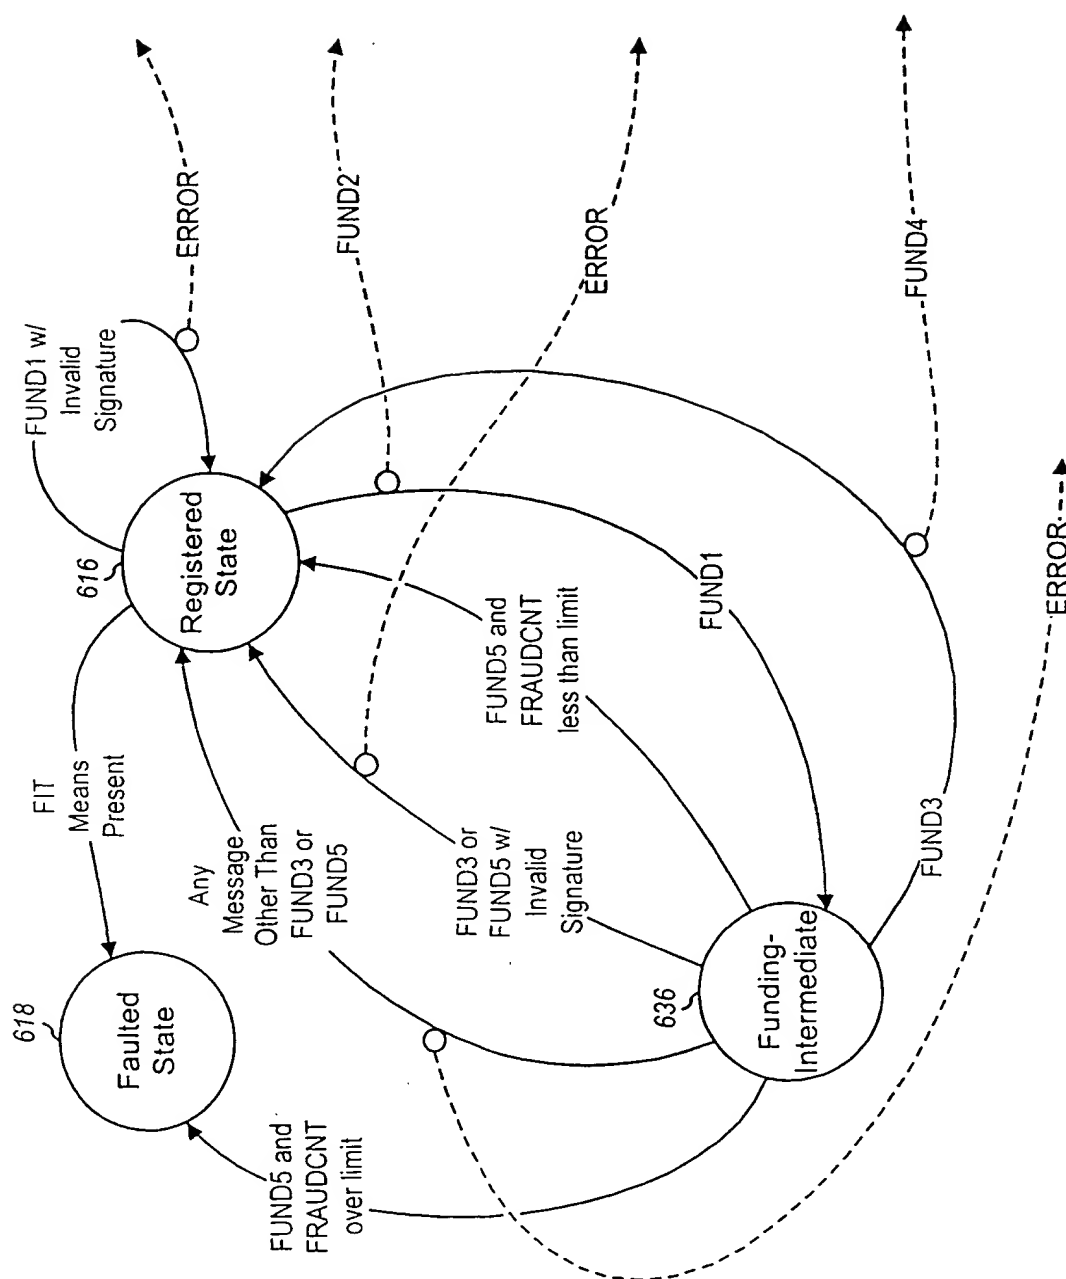 618
Faulted
State
FUND5 and
FRAUDCNT
over limit
FIT
Means
Present
616
Registered
State
FUND1 w/
Invalid
Signature
ERROR
FUND2
ERROR
FUND4
ERROR
Any
Message
Other Than
FUND3 or
FUND5
FUND3 or
FUND5 w/
Invalid
Signature
FUND5 and
FRAUDCNT
less than limit
FUND1
FUND3
636
Funding-
Intermediate